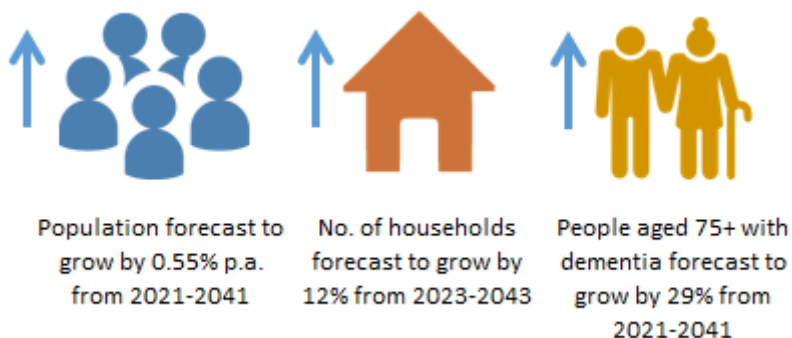 Population forecast to
grow by 0.55% p.a.
from 2021-2041
No. of households
forecast to grow by
12% from 2023-2043
People aged 75+ with
dementia forecast to
grow by 29% from
2021-2041